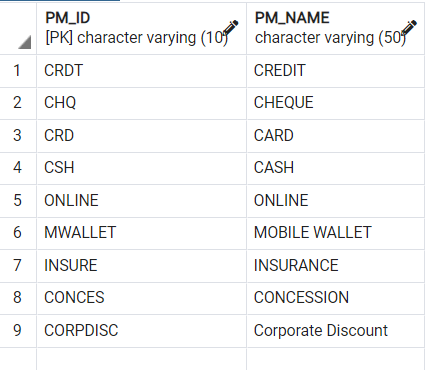 PM_ID PM_NAME
[PK] character varying (10) character varying (50)
1 CRDT CREDIT
2 CHQ CHEQUE
3 CRD CARD
4 CSH CASH
5 ONLINE ONLINE
6 MWALLET MOBILE WALLET
7 INSURE INSURANCE
8 CONCES CONCESSION
9 CORPDISC Corporate Discount